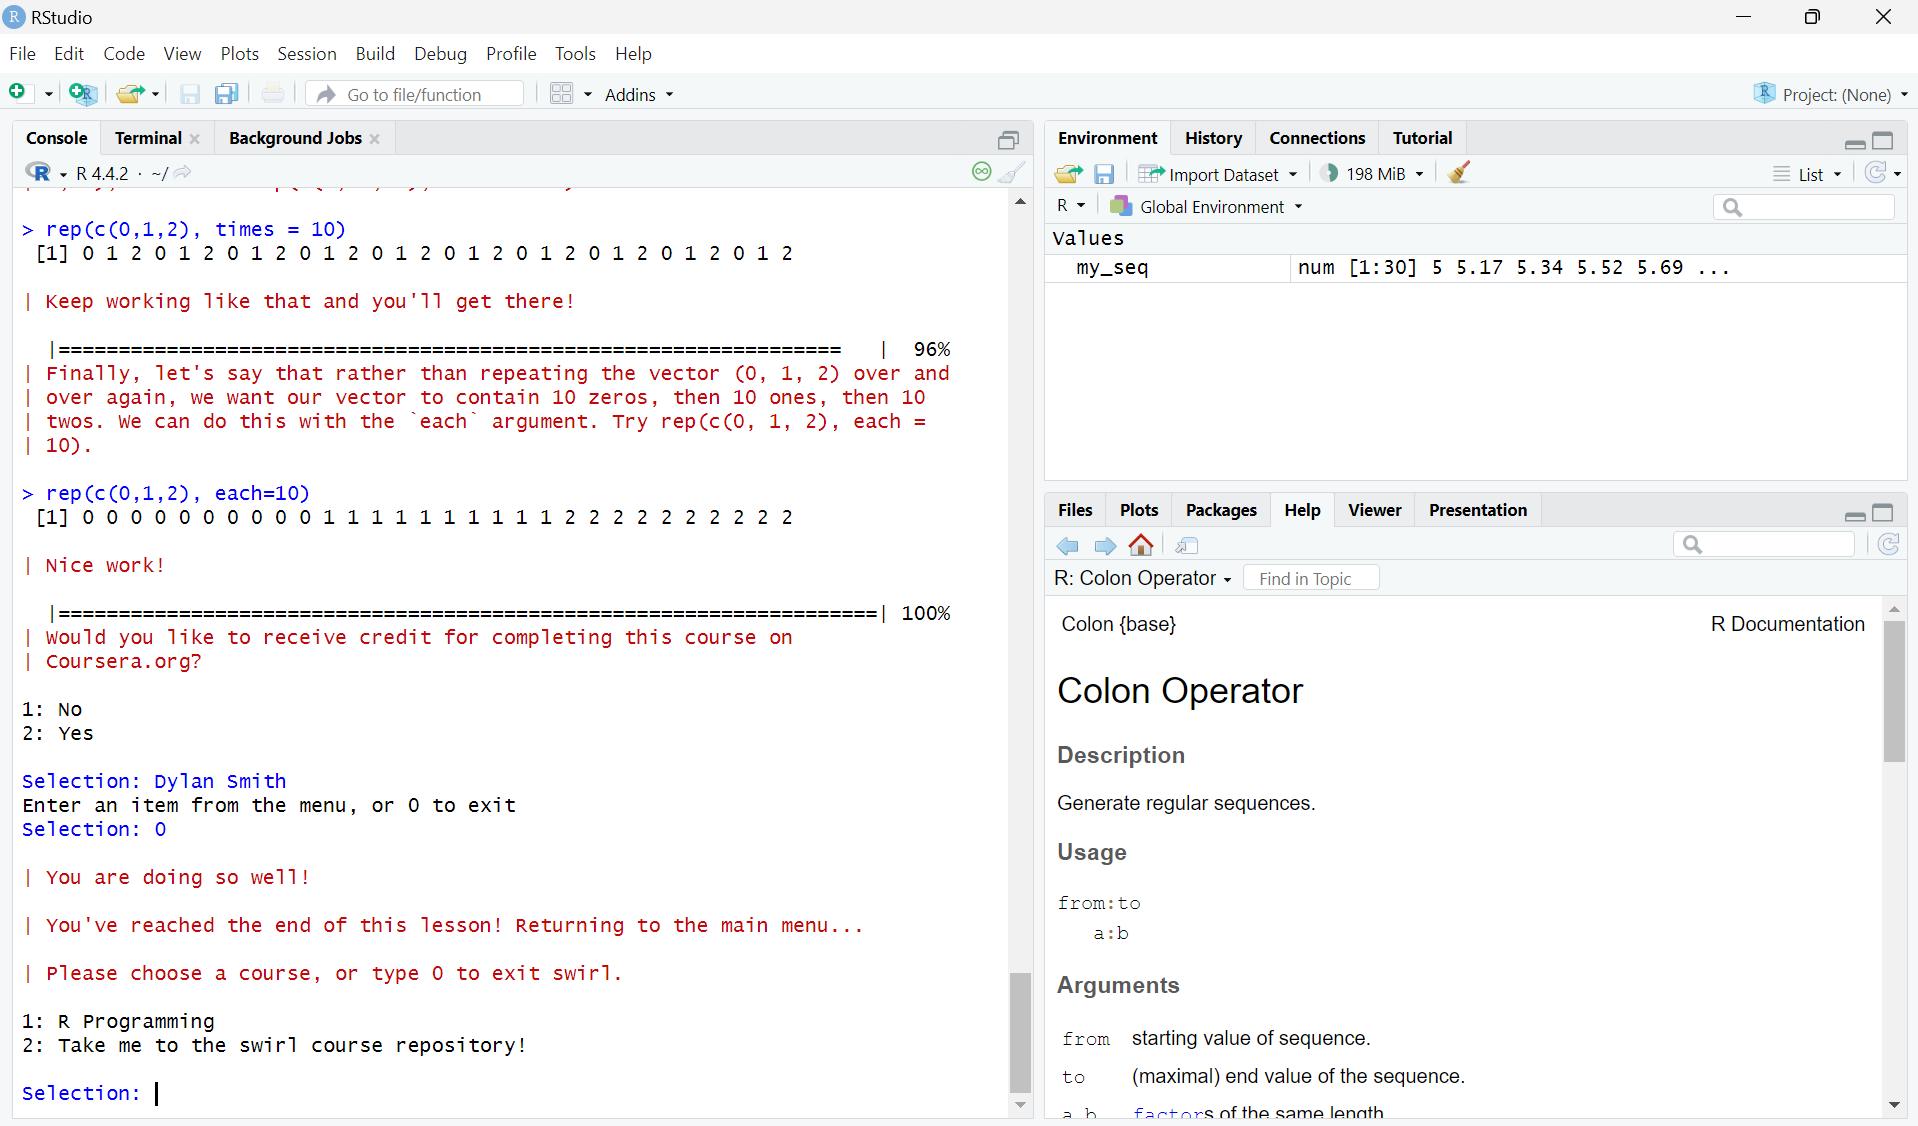 RStudio
File Edit Code View Plots Session Build Debug Profile Tools Help
Go to file/function Addins Project: (None)
Console Terminal Background Jobs
R 4.4.2 · ~/
> rep(c(0,1,2), times = 10)
[1] 0 1 2 0 1 2 0 1 2 0 1 2 0 1 2 0 1 2 0 1 2 0 1 2 0 1 2 0 1 2
| Keep working like that and you'll get there!
|================================================================= | 96%
| Finally, let's say that rather than repeating the vector (0, 1, 2) over and
| over again, we want our vector to contain 10 zeros, then 10 ones, then 10
| twos. We can do this with the `each` argument. Try rep(c(0, 1, 2), each =
| 10).
> rep(c(0,1,2), each=10)
[1] 0 0 0 0 0 0 0 0 0 0 1 1 1 1 1 1 1 1 1 1 2 2 2 2 2 2 2 2 2 2
| Nice work!
|====================================================================| 100%
| Would you like to receive credit for completing this course on
| Coursera.org?
1: No
2: Yes
Selection: Dylan Smith
Enter an item from the menu, or 0 to exit
Selection: 0
| You are doing so well!
| You've reached the end of this lesson! Returning to the main menu...
| Please choose a course, or type 0 to exit swirl.
1: R Programming
2: Take me to the swirl course repository!
Selection:
Environment History Connections Tutorial
Import Dataset 198 MiB List
R Global Environment
Values
my_seq num [1:30] 5 5.17 5.34 5.52 5.69 ...
Files Plots Packages Help Viewer Presentation
R: Colon Operator Find in Topic
Colon {base} R Documentation
Colon Operator
Description
Generate regular sequences.
Usage
from:to
a:b
Arguments
from starting value of sequence.
to (maximal) end value of the sequence.
a, b factors of the same length